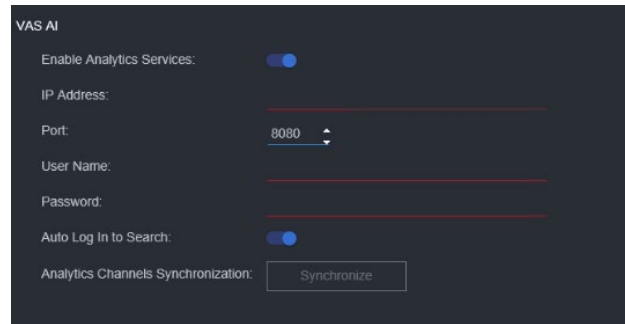 VAS AI
Enable Analytics Services:
IP Address:
Port: 8080
User Name:
Password:
Auto Log In to Search:
Analytics Channels Synchronization: Synchronize